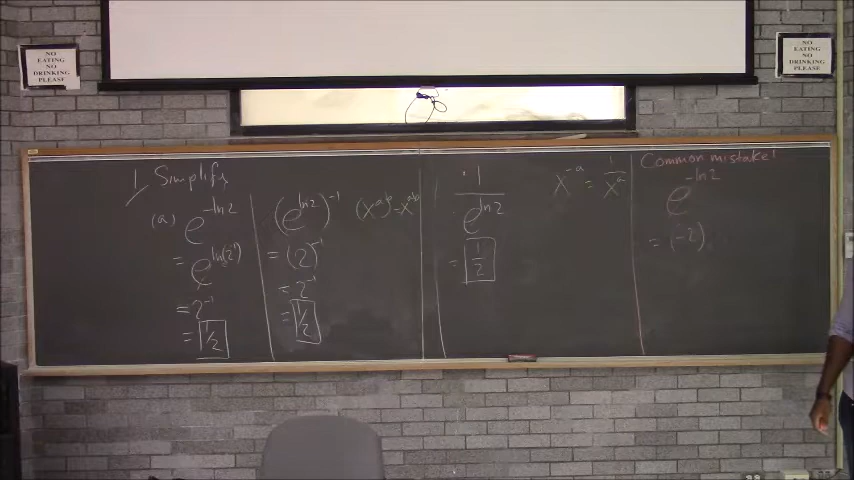 NO
EATING
NO
DRINKING
PLEASE
NO
EATING
NO
DRINKING
PLEASE
1 Simplify
(a) e^{-ln2}
= e^{ln(2^{-1})}
= 2^{-1}
= 1/2
(e^{ln2})^{-1}
= (2)^{-1}
= 2^{-1}
= 1/2
(x^a)^b = x^{ab}
1/e^{ln2}
= 1/2
x^{-a} = 1/x^a
Common mistake!
e^{-ln2}
= (-2)